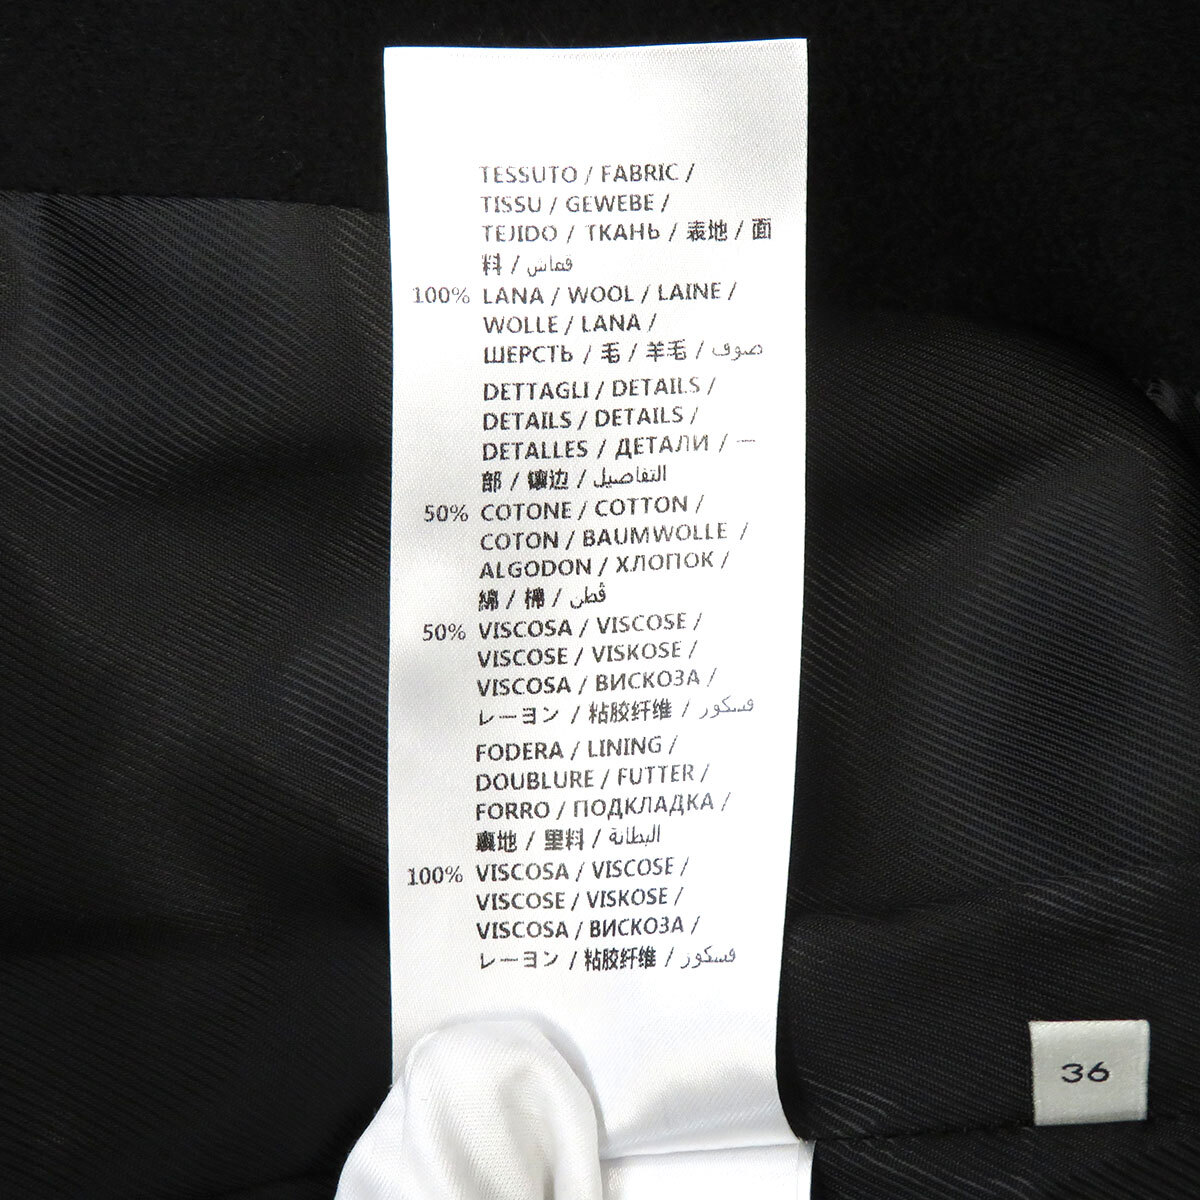 TESSUTO / FABRIC /
TISSU / GEWEBE /
TEJIDO / ТКАНЬ / 表地 / 面
料 / قماش
100% LANA / WOOL / LAINE /
WOLLE / LANA /
ШЕРСТЬ / 毛 / 羊毛 / صوف
DETTAGLI / DETAILS /
DETAILS / DETAILS /
DETALLES / ДЕТАЛИ / 一
部 / 镶边 / التفاصيل
50% COTONE / COTTON /
COTON / BAUMWOLLE /
ALGODON / ХЛОПОК /
綿 / 棉 / قطن
50% VISCOSA / VISCOSE /
VISCOSE / VISKOSE /
VISCOSA / ВИСКОЗА /
レーヨン / 粘胶纤维 / فسكور
FODERA / LINING /
DOUBLURE / FUTTER /
FORRO / ПОДКЛАДКА /
裏地 / 里料 / البطانة
100% VISCOSA / VISCOSE /
VISCOSE / VISKOSE /
VISCOSA / ВИСКОЗА /
レーヨン / 粘胶纤维 / فسكور
36